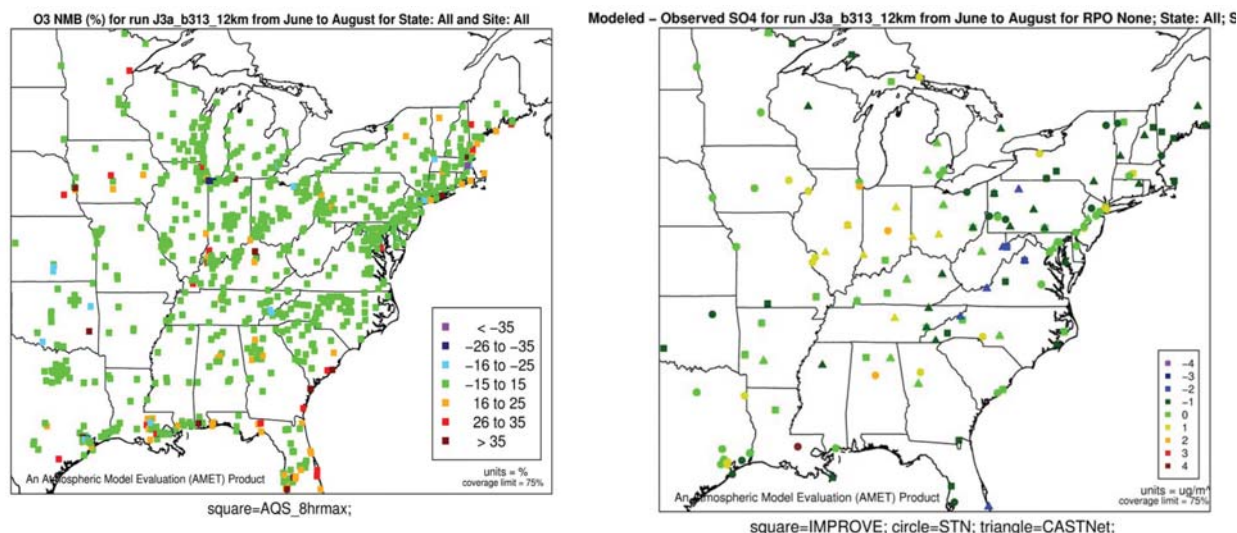 O3 NMB (%) for run J3a_b313_12km from June to August for State: All and Site: All
< −35
−26 to −35
−16 to −25
−15 to 15
16 to 25
26 to 35
> 35
units = %
coverage limit = 75%
An Atmospheric Model Evaluation (AMET) Product
square=AQS_8hrmax;
Modeled − Observed SO4 for run J3a_b313_12km from June to August for RPO None; State: All; S
−4
−3
−2
−1
0
1
2
3
4
units = ug/m^
coverage limit = 75%
An Atmospheric Model Evaluation (AMET) Product
square=IMPROVE; circle=STN; triangle=CASTNet;